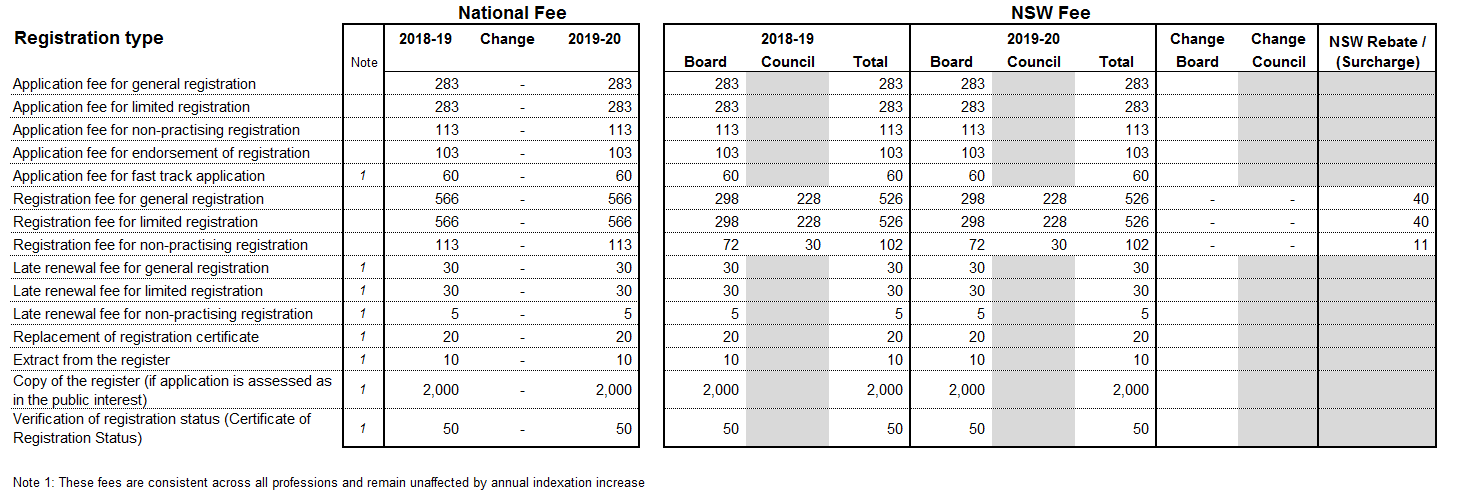 National Fee NSW Fee
Registration type 2018-19 Change 2019-20 2018-19 2019-20 Change Change NSW Rebate /
Note Board Council Total Board Council Total Board Council (Surcharge)
Application fee for general registration 283 - 283 283 283 283 283
Application fee for limited registration 283 - 283 283 283 283 283
Application fee for non-practising registration 113 - 113 113 113 113 113
Application fee for endorsement of registration 103 - 103 103 103 103 103
Application fee for fast track application 1 60 - 60 60 60 60 60
Registration fee for general registration 566 - 566 298 228 526 298 228 526 - - 40
Registration fee for limited registration 566 - 566 298 228 526 298 228 526 - - 40
Registration fee for non-practising registration 113 - 113 72 30 102 72 30 102 - - 11
Late renewal fee for general registration 1 30 - 30 30 30 30 30
Late renewal fee for limited registration 1 30 - 30 30 30 30 30
Late renewal fee for non-practising registration 1 5 - 5 5 5 5 5
Replacement of registration certificate 1 20 - 20 20 20 20 20
Extract from the register 1 10 - 10 10 10 10 10
Copy of the register (if application is assessed as
in the public interest) 1 2,000 - 2,000 2,000 2,000 2,000 2,000
Verification of registration status (Certificate of
Registration Status) 1 50 - 50 50 50 50 50
Note 1: These fees are consistent across all professions and remain unaffected by annual indexation increase